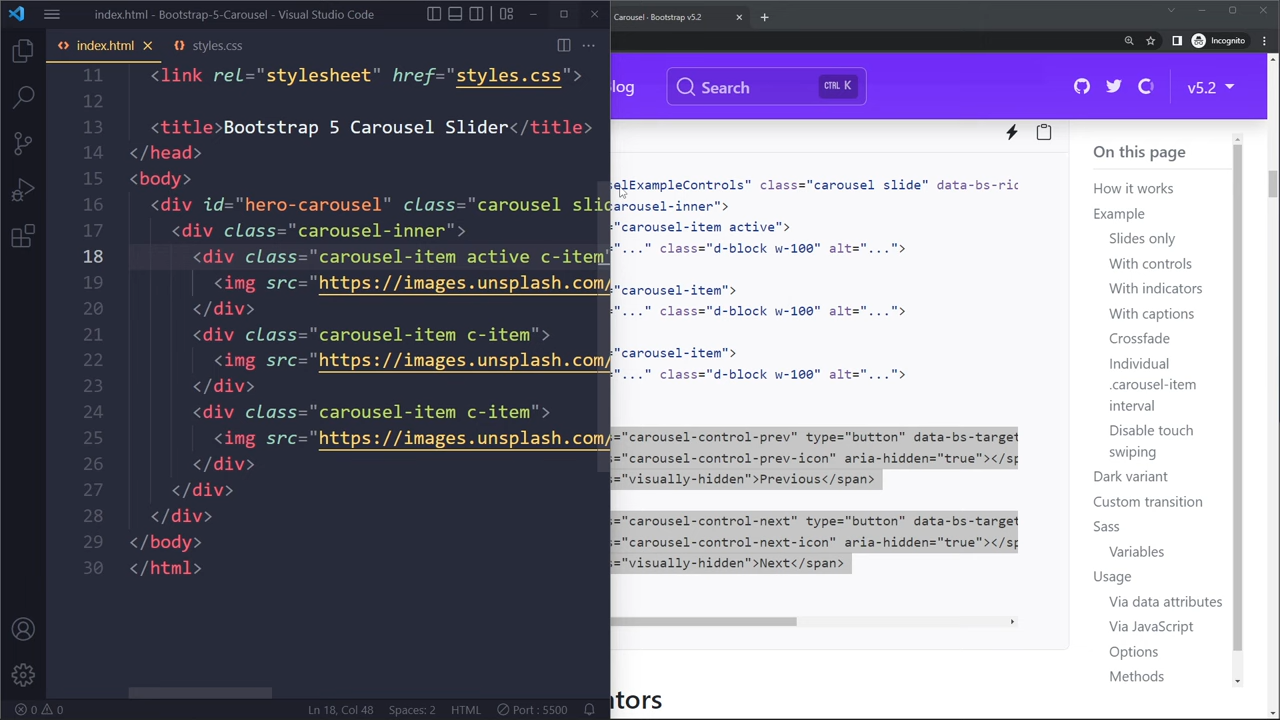 index.html - Bootstrap-5-Carousel - Visual Studio Code
index.html
styles.css
11 <link rel="stylesheet" href="styles.css">
12
13 <title>Bootstrap 5 Carousel Slider</title>
14 </head>
15 <body>
16 <div id="hero-carousel" class="carousel slid
17 <div class="carousel-inner">
18 <div class="carousel-item active c-item"
19 <img src="https://images.unsplash.com/
20 </div>
21 <div class="carousel-item c-item">
22 <img src="https://images.unsplash.com/
23 </div>
24 <div class="carousel-item c-item">
25 <img src="https://images.unsplash.com/
26 </div>
27 </div>
28 </div>
29 </body>
30 </html>
0 0
Ln 18, Col 48
Spaces: 2
HTML
Port : 5500
Carousel · Bootstrap v5.2
Incognito
log
Search
CTRL K
v5.2
selExampleControls" class="carousel slide" data-bs-rid
carousel-inner">
="carousel-item active">
="..." class="d-block w-100" alt="...">
="carousel-item">
="..." class="d-block w-100" alt="...">
="carousel-item">
="..." class="d-block w-100" alt="...">
s="carousel-control-prev" type="button" data-bs-target
s="carousel-control-prev-icon" aria-hidden="true"></sp
s="visually-hidden">Previous</span>
s="carousel-control-next" type="button" data-bs-target
s="carousel-control-next-icon" aria-hidden="true"></sp
s="visually-hidden">Next</span>
ators
On this page
How it works
Example
Slides only
With controls
With indicators
With captions
Crossfade
Individual
.carousel-item
interval
Disable touch
swiping
Dark variant
Custom transition
Sass
Variables
Usage
Via data attributes
Via JavaScript
Options
Methods